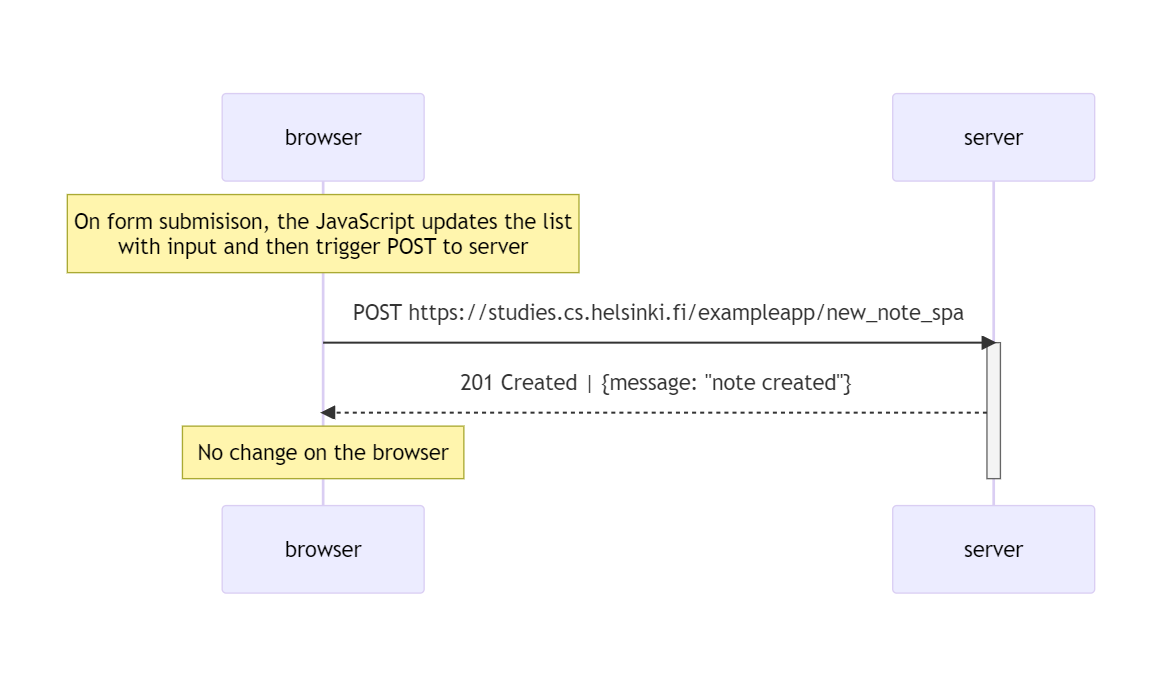 browser
server
On form submisison, the JavaScript updates the list
with input and then trigger POST to server
POST https://studies.cs.helsinki.fi/exampleapp/new_note_spa
201 Created | {message: "note created"}
No change on the browser
browser
server